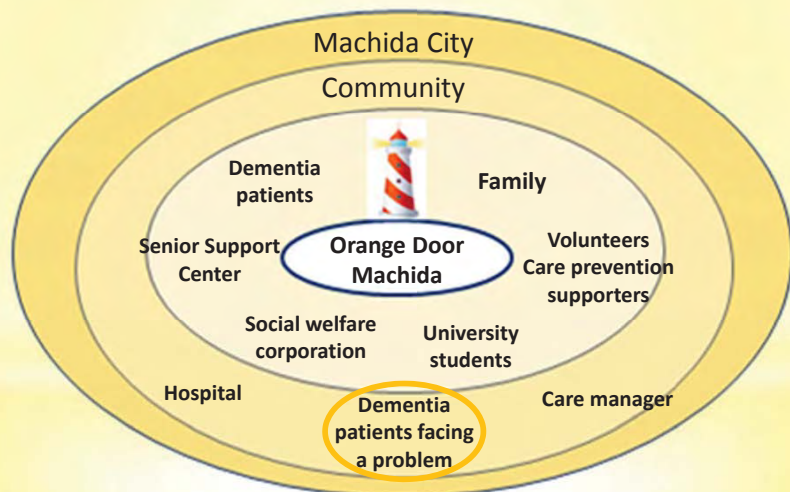 Machida City
Community
Dementia
patients
Family
Senior Support
Center
Orange Door
Machida
Volunteers
Care prevention
supporters
Social welfare
corporation
University
students
Hospital
Dementia
patients facing
a problem
Care manager